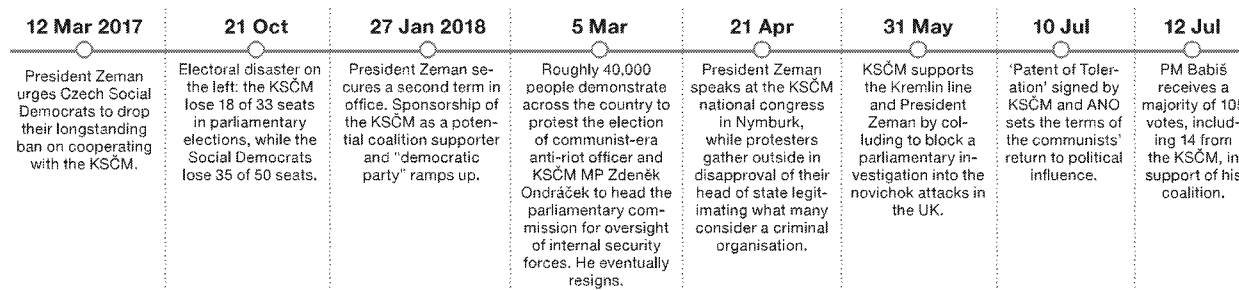 12 Mar 2017
President Zeman
urges Czech Social
Democrats to drop
their longstanding
ban on cooperating
with the KSČM.
21 Oct
Electoral disaster on
the left: the KSČM
lose 18 of 33 seats
in parliamentary
elections, while the
Social Democrats
lose 35 of 50 seats.
27 Jan 2018
President Zeman se-
cures a second term in
office. Sponsorship of
the KSČM as a poten-
tial coalition supporter
and "democratic
party" ramps up.
5 Mar
Roughly 40,000
people demonstrate
across the country to
protest the election
of communist-era
anti-riot officer and
KSČM MP Zdeněk
Ondráček to head the
parliamentary com-
mission for oversight
of internal security
forces. He eventually
resigns.
21 Apr
President Zeman
speaks at the KSČM
national congress
in Nymburk,
while protesters
gather outside in
disapproval of their
head of state legit-
imating what many
consider a criminal
organisation.
31 May
KSČM supports
the Kremlin line
and President
Zeman by col-
luding to block a
parliamentary in-
vestigation into the
novichok attacks in
the UK.
10 Jul
'Patent of Toler-
ation' signed by
KSČM and ANO
sets the terms of
the communists'
return to political
influence.
12 Jul
PM Babiš
receives a
majority of 105
votes, includ-
ing 14 from
the KSČM, in
support of his
coalition.